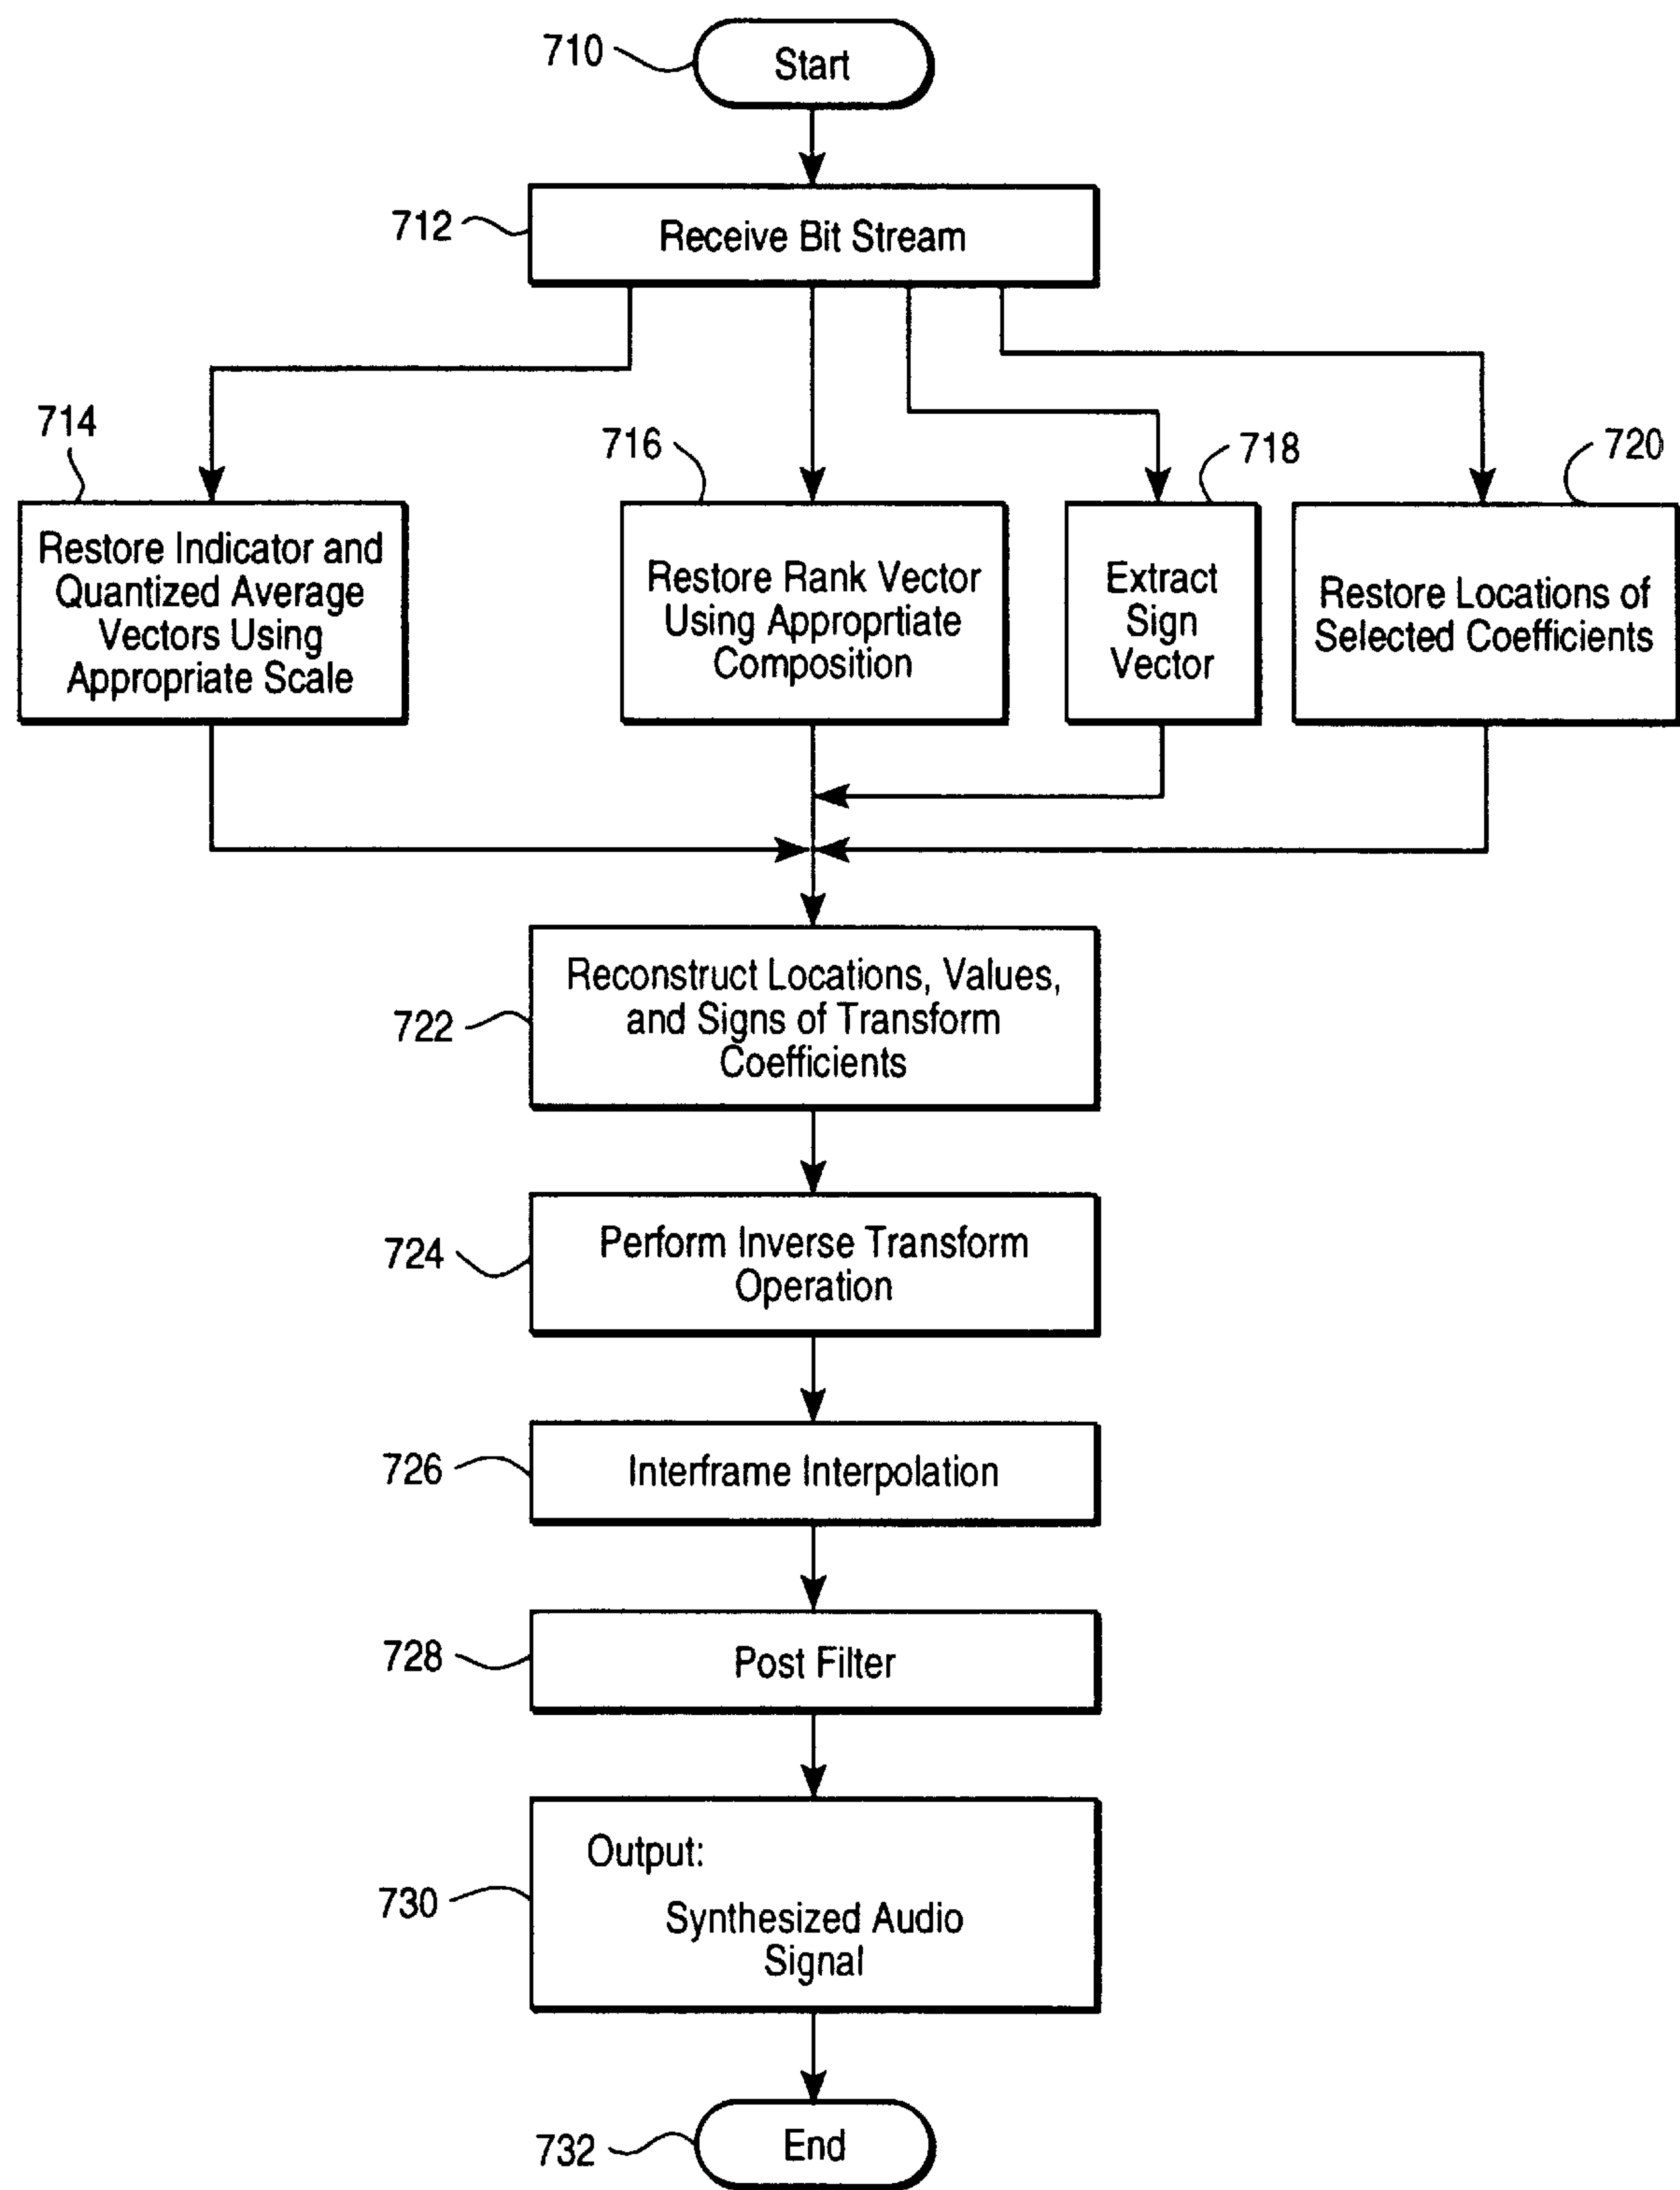 710
Start
712
Receive Bit Stream
714
716
718
720
Restore Indicator and
Quantized Average
Vectors Using
Appropriate Scale
Restore Rank Vector
Using Approprtiate
Composition
Extract
Sign
Vector
Restore Locations of
Selected Coefficients
722
Reconstruct Locations, Values,
and Signs of Transform
Coefficients
724
Perform Inverse Transform
Operation
726
Interframe Interpolation
728
Post Filter
730
Output:
Synthesized Audio
Signal
732
End